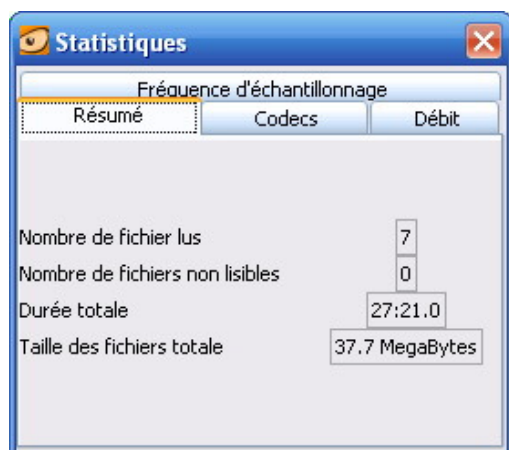 Statistiques
Fréquence d'échantillonnage
Résumé Codecs Débit
Nombre de fichier lus 7
Nombre de fichiers non lisibles 0
Durée totale 27:21.0
Taille des fichiers totale 37.7 MegaBytes